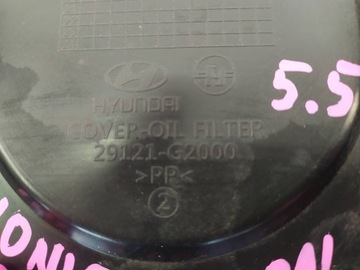 HYUNDAI
5.5
COVER-OIL FILTER
29121-G2000
>PP<
2